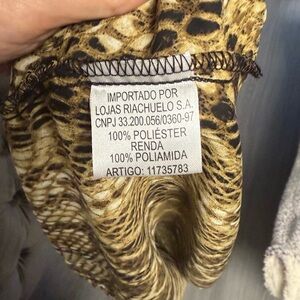 IMPORTADO POR
LOJAS RIACHUELO S.A.
CNPJ 33.200.056/0360-97
100% POLIÉSTER
RENDA
100% POLIAMIDA
ARTIGO: 11735783